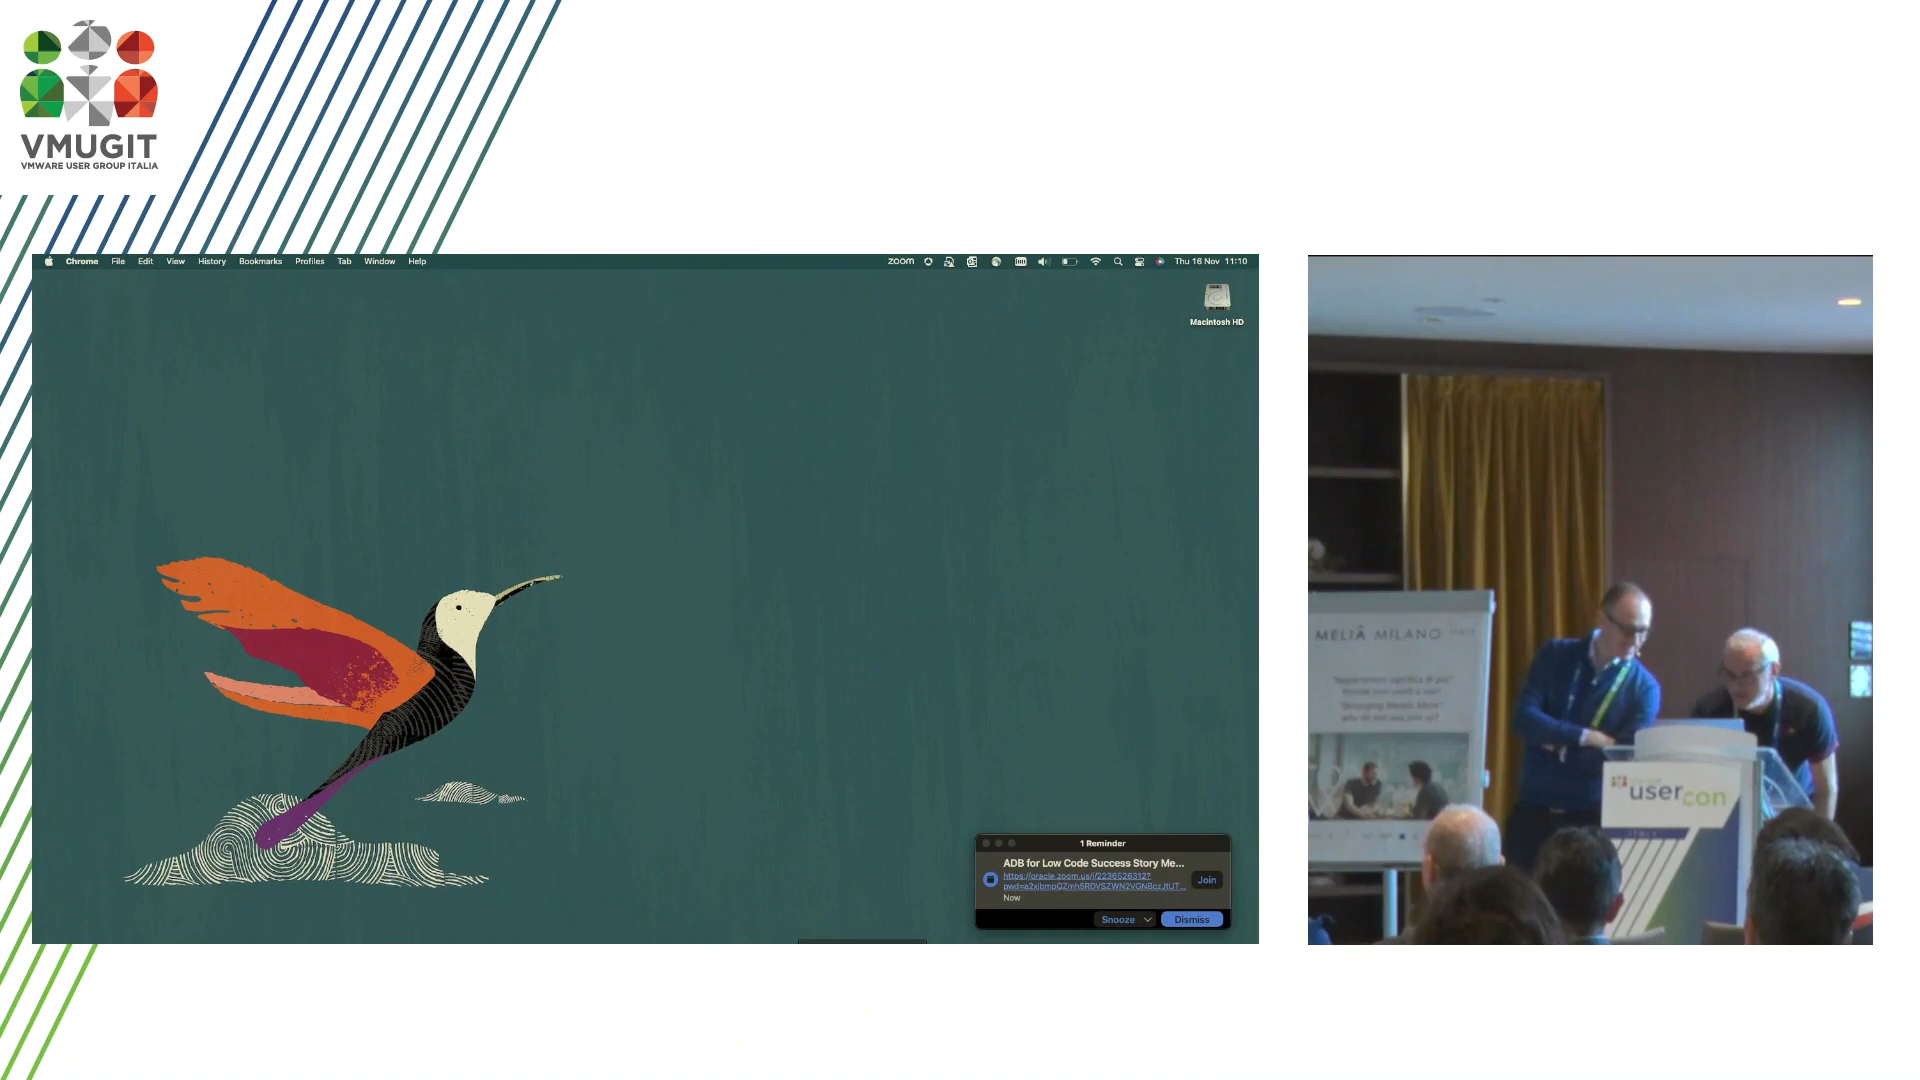 VMUGIT
VMWARE USER GROUP ITALIA
Chrome File Edit View History Bookmarks Profiles Tab Window Help
zoom
Thu 16 Nov 11:10
Macintosh HD
1 Reminder
ADB for Low Code Success Story Me...
Join
Now
Snooze
Dismiss
MELIÃ MILANO
usercon
ITALY